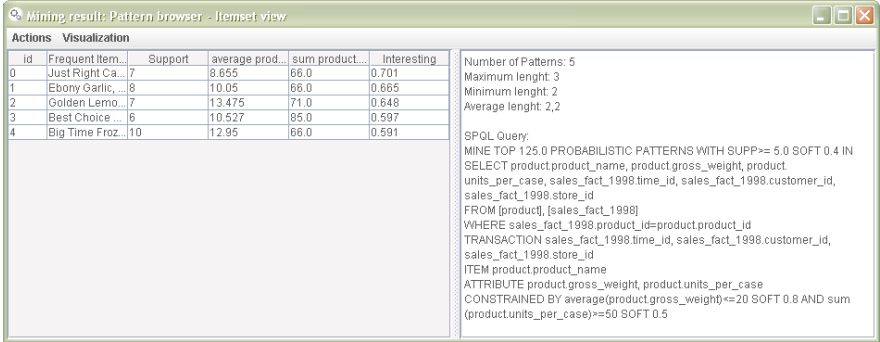 Mining result: Pattern browser - Itemset view
Actions Visualization
id Frequent Item... Support average prod... sum product.... Interesting
0 Just Right Ca... 7 8.655 66.0 0.701
1 Ebony Garlic, ... 8 10.05 66.0 0.665
2 Golden Lemo... 7 13.475 71.0 0.648
3 Best Choice ... 6 10.527 85.0 0.597
4 Big Time Froz... 10 12.95 66.0 0.591
Number of Patterns: 5
Maximum lenght: 3
Minimum lenght: 2
Average lenght: 2,2
SPQL Query:
MINE TOP 125.0 PROBABILISTIC PATTERNS WITH SUPP>= 5.0 SOFT 0.4 IN
SELECT product.product_name, product.gross_weight, product.
units_per_case, sales_fact_1998.time_id, sales_fact_1998.customer_id,
sales_fact_1998.store_id
FROM [product], [sales_fact_1998]
WHERE sales_fact_1998.product_id=product.product_id
TRANSACTION sales_fact_1998.time_id, sales_fact_1998.customer_id,
sales_fact_1998.store_id
ITEM product.product_name
ATTRIBUTE product.gross_weight, product.units_per_case
CONSTRAINED BY average(product.gross_weight)<=20 SOFT 0.8 AND sum
(product.units_per_case)>=50 SOFT 0.5